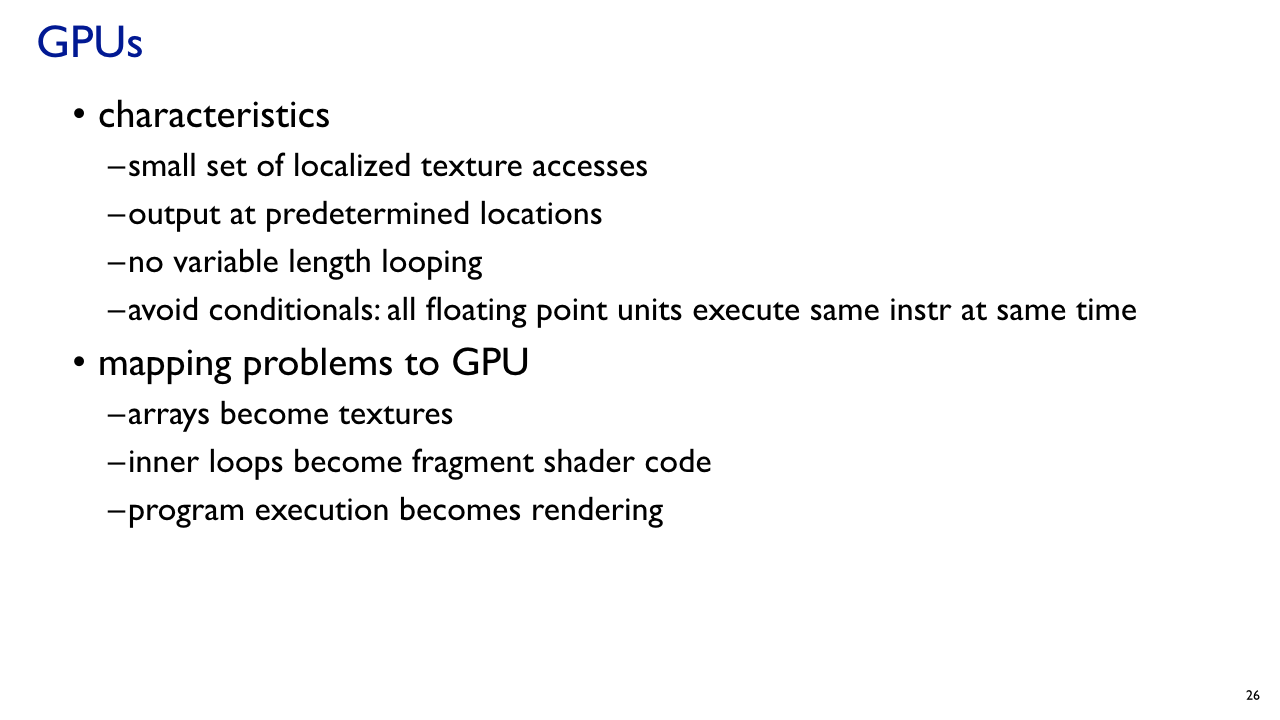 GPUs
• characteristics
–small set of localized texture accesses
–output at predetermined locations
–no variable length looping
–avoid conditionals: all floating point units execute same instr at same time
• mapping problems to GPU
–arrays become textures
–inner loops become fragment shader code
–program execution becomes rendering
26